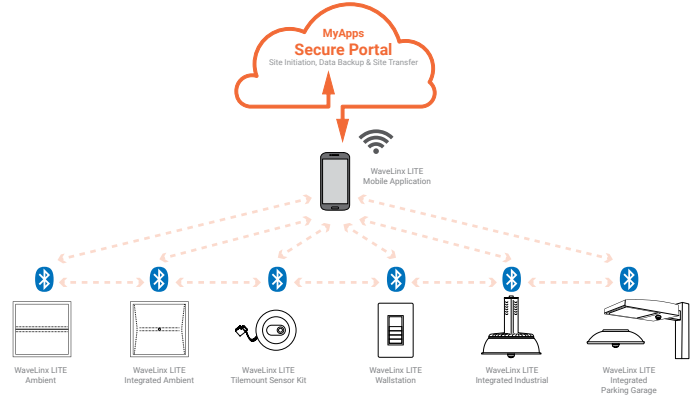 MyApps
Secure Portal
Site Initiation, Data Backup & Site Transfer
WaveLinx LITE
Mobile Application
WaveLinx LITE
Ambient
WaveLinx LITE
Integrated Ambient
WaveLinx LITE
Tilemount Sensor Kit
WaveLinx LITE
Wallstation
WaveLinx LITE
Integrated Industrial
WaveLinx LITE
Integrated
Parking Garage